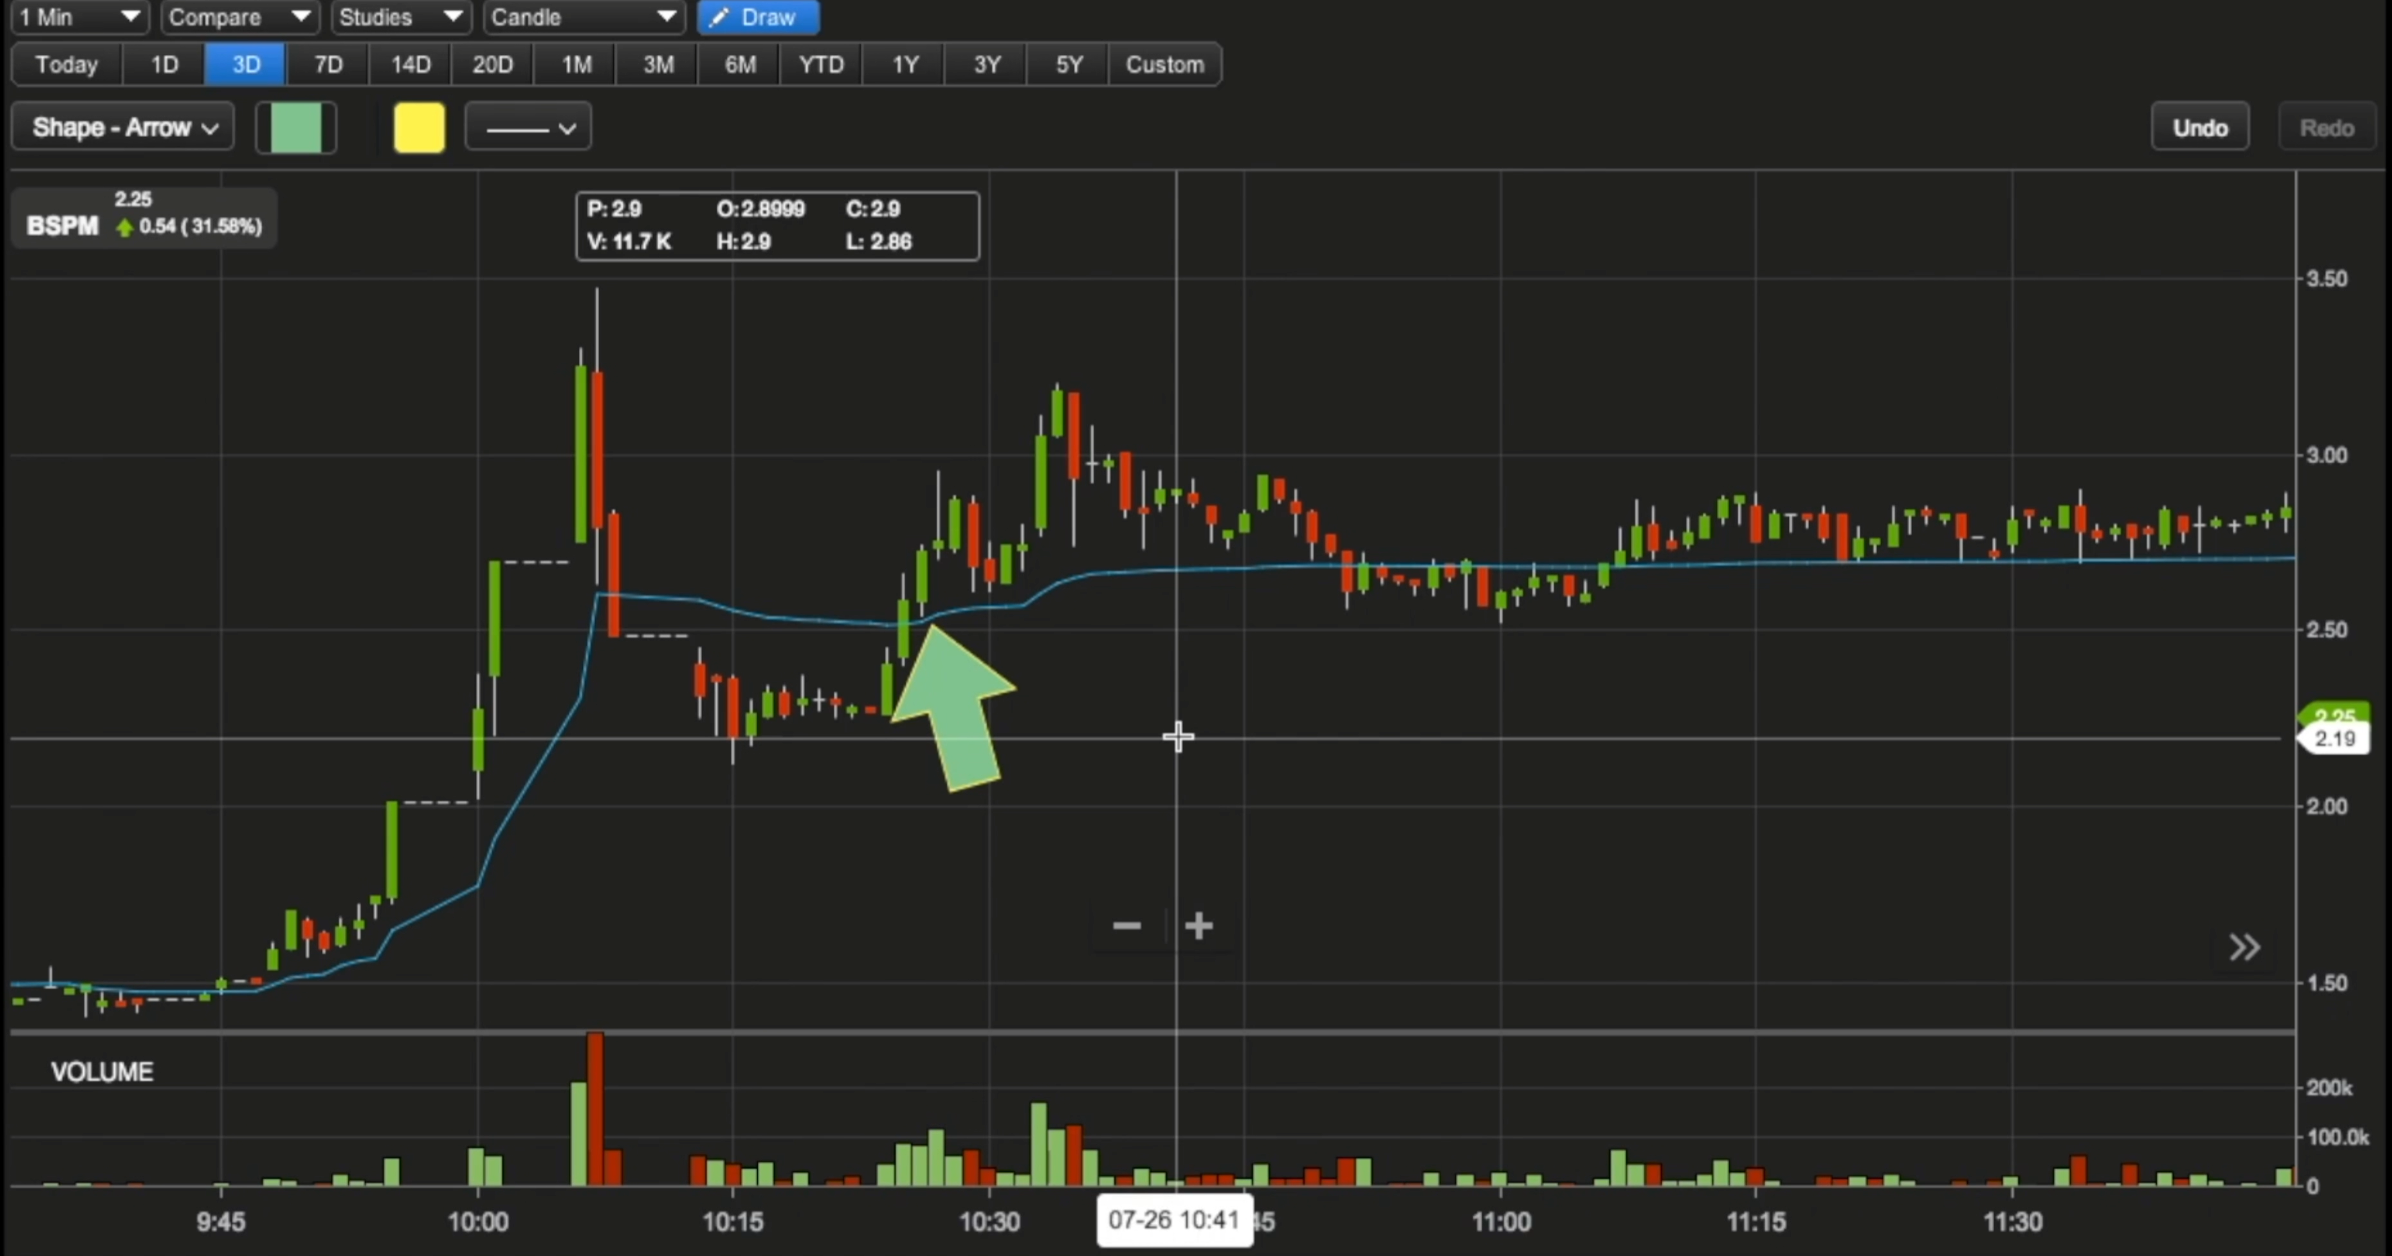 1 Min Compare Studies Candle Draw
Today 1D 3D 7D 14D 20D 1M 3M 6M YTD 1Y 3Y 5Y Custom
Shape - Arrow Undo Redo
2.25
BSPM 0.54 ( 31.58%)
P: 2.9 O: 2.8999 C: 2.9
V: 11.7 K H: 2.9 L: 2.86
3.50
3.00
2.50
2.25
2.19
2.00
1.50
VOLUME
200k
100.0k
0
9:45 10:00 10:15 10:30 07-26 10:41 45 11:00 11:15 11:30